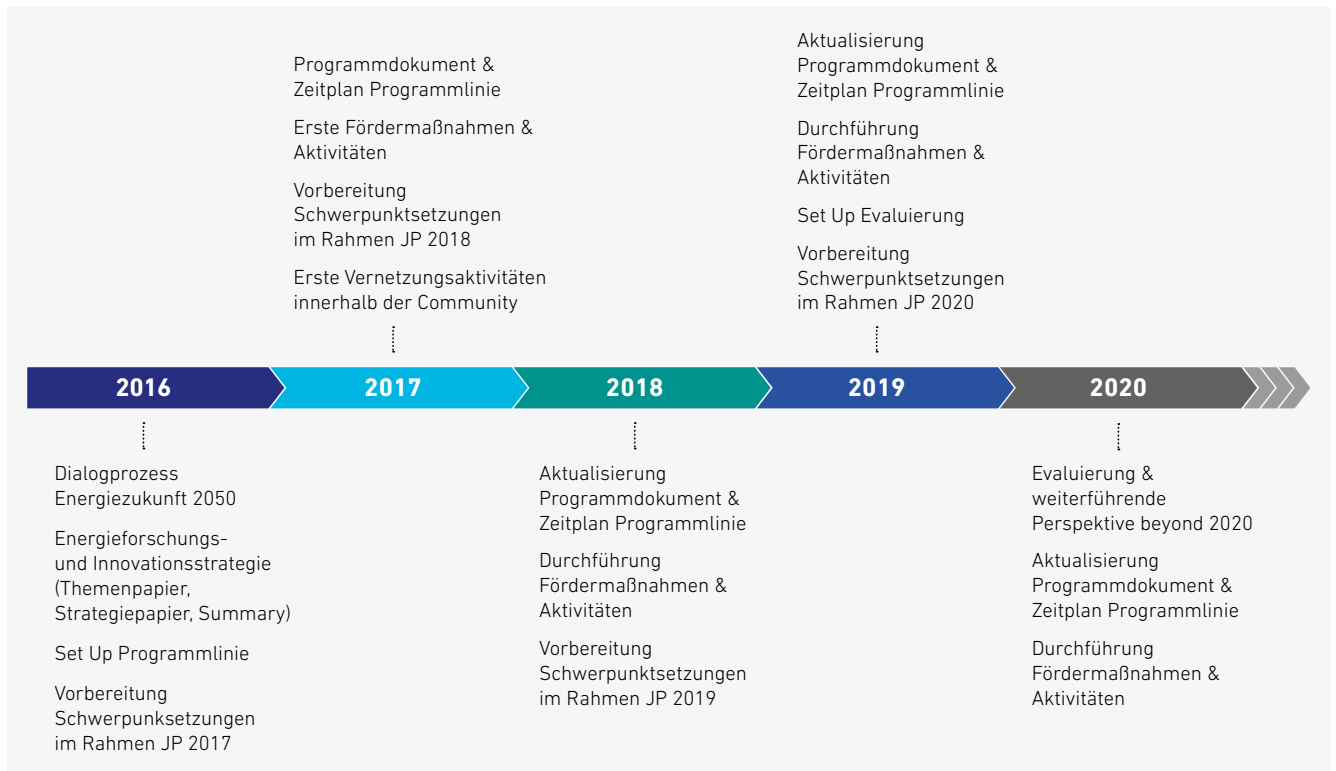 Programmdokument &
Zeitplan Programmlinie
Erste Fördermaßnahmen &
Aktivitäten
Vorbereitung
Schwerpunktsetzungen
im Rahmen JP 2018
Erste Vernetzungsaktivitäten
innerhalb der Community
Aktualisierung
Programmdokument &
Zeitplan Programmlinie
Durchführung
Fördermaßnahmen &
Aktivitäten
Set Up Evaluierung
Vorbereitung
Schwerpunktsetzungen
im Rahmen JP 2020
2016
2017
2018
2019
2020
Dialogprozess
Energiezukunft 2050
Energieforschungs-
und Innovationsstrategie
(Themenpapier,
Strategiepapier, Summary)
Set Up Programmlinie
Vorbereitung
Schwerpunksetzungen
im Rahmen JP 2017
Aktualisierung
Programmdokument &
Zeitplan Programmlinie
Durchführung
Fördermaßnahmen &
Aktivitäten
Vorbereitung
Schwerpunktsetzungen
im Rahmen JP 2019
Evaluierung &
weiterführende
Perspektive beyond 2020
Aktualisierung
Programmdokument &
Zeitplan Programmlinie
Durchführung
Fördermaßnahmen &
Aktivitäten